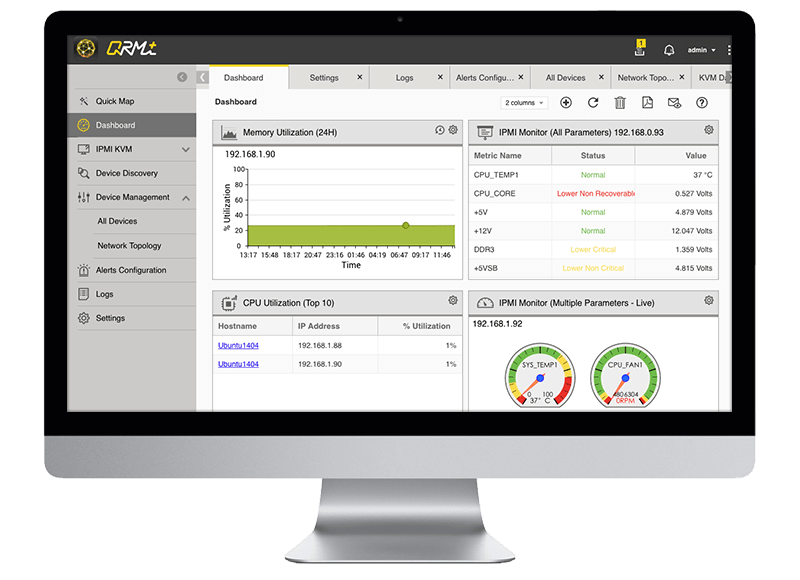 QRM+
1
admin
Dashboard
Settings ×
Logs ×
Alerts Configu... ×
All Devices ×
Network Topo... ×
KVM D
Quick Map
Dashboard
IPMI KVM
Device Discovery
Device Management
All Devices
Network Topology
Alerts Configuration
Logs
Settings
Dashboard
2 columns
Memory Utilization (24H)
192.168.1.90
% Utilization
100
80
60
40
20
0
13:17 15:48 18:17 20:47 23:16 01:46 04:19 06:47 09:17 11:46
Time
IPMI Monitor (All Parameters) 192.168.0.93
Metric Name Status Value
CPU_TEMP1 Normal 37 °C
CPU_CORE Lower Non Recoverable 0.527 Volts
+5V Normal 4.879 Volts
+12V Normal 12.047 Volts
DDR3 Lower Critical 1.359 Volts
+5VSB Lower Non Critical 4.815 Volts
CPU Utilization (Top 10)
Hostname IP Address % Utilization
Ubuntu1404 192.168.1.88 1%
Ubuntu1404 192.168.1.90 1%
IPMI Monitor (Multiple Parameters - Live)
192.168.1.92
SYS_TEMP1
0 100
37° C
CPU_FAN1
0RPM